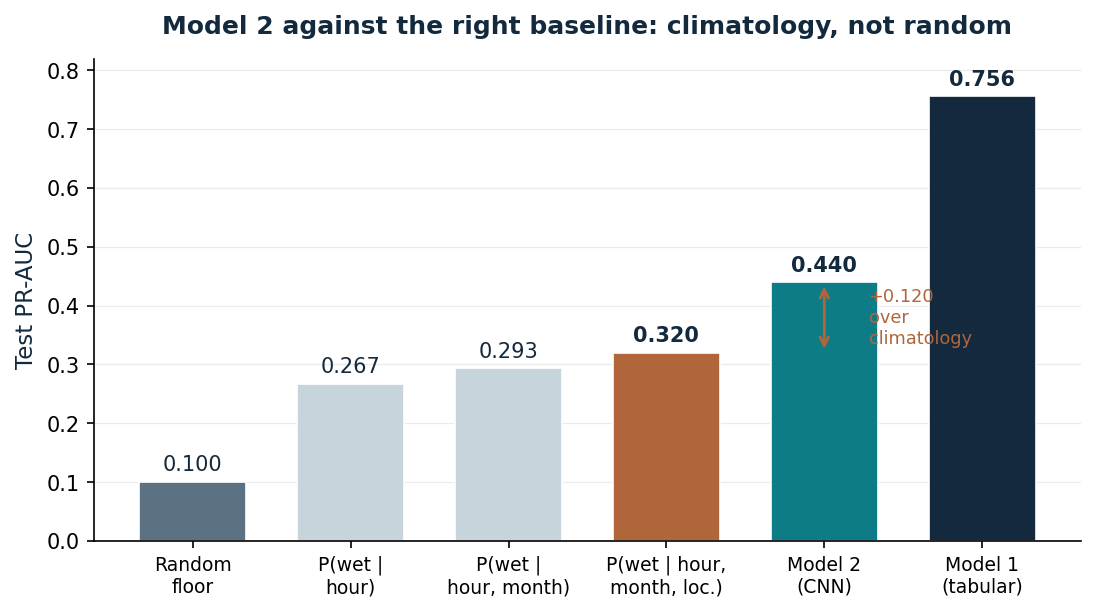 Model 2 against the right baseline: climatology, not random
Test PR-AUC
0.8
0.7
0.6
0.5
0.4
0.3
0.2
0.1
0.0
0.100
0.267
0.293
0.320
0.440
0.756
+0.120
over
climatology
Random
floor
P(wet |
hour)
P(wet |
hour, month)
P(wet | hour,
month, loc.)
Model 2
(CNN)
Model 1
(tabular)